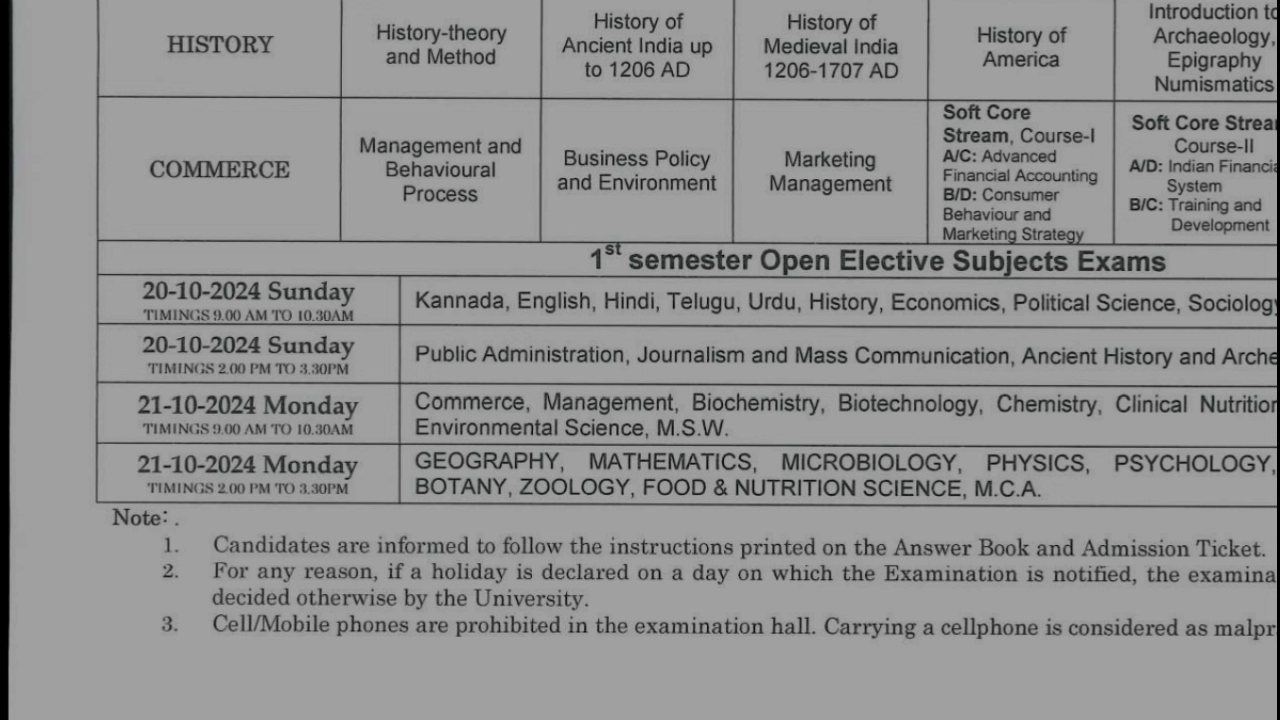 HISTORY
History-theory
and Method
History of
Ancient India up
to 1206 AD
History of
Medieval India
1206-1707 AD
History of
America
Introduction to
Archaeology,
Epigraphy
Numismatics
COMMERCE
Management and
Behavioural
Process
Business Policy
and Environment
Marketing
Management
Soft Core
Stream, Course-I
A/C: Advanced
Financial Accounting
B/D: Consumer
Behaviour and
Marketing Strategy
Soft Core Strea
Course-II
A/D: Indian Financia
System
B/C: Training and
Development
1st semester Open Elective Subjects Exams
20-10-2024 Sunday
TIMINGS 9.00 AM TO 10.30AM
Kannada, English, Hindi, Telugu, Urdu, History, Economics, Political Science, Sociology
20-10-2024 Sunday
TIMINGS 2.00 PM TO 3.30PM
Public Administration, Journalism and Mass Communication, Ancient History and Arche
21-10-2024 Monday
TIMINGS 9.00 AM TO 10.30AM
Commerce, Management, Biochemistry, Biotechnology, Chemistry, Clinical Nutrition
Environmental Science, M.S.W.
21-10-2024 Monday
TIMINGS 2.00 PM TO 3.30PM
GEOGRAPHY, MATHEMATICS, MICROBIOLOGY, PHYSICS, PSYCHOLOGY,
BOTANY, ZOOLOGY, FOOD & NUTRITION SCIENCE, M.C.A.
Note: .
1. Candidates are informed to follow the instructions printed on the Answer Book and Admission Ticket.
2. For any reason, if a holiday is declared on a day on which the Examination is notified, the examina
decided otherwise by the University.
3. Cell/Mobile phones are prohibited in the examination hall. Carrying a cellphone is considered as malpr